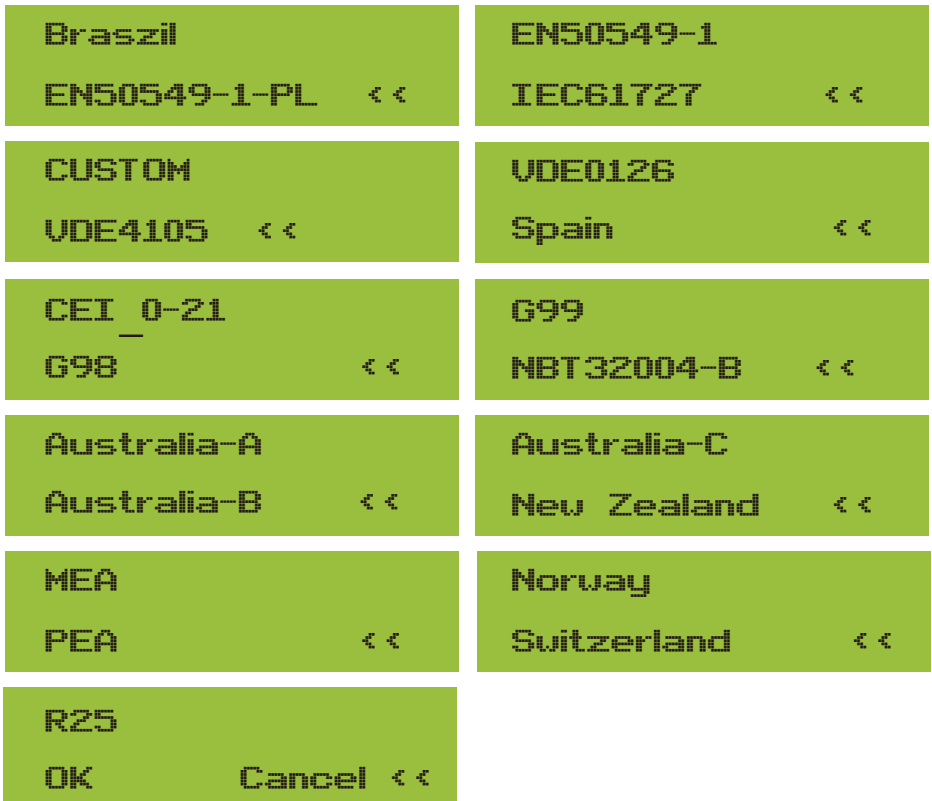 Braszil
EN50549-1-PL <<
EN50549-1
IEC61727 <<
CUSTOM
VDE4105 <<
VDE0126
Spain <<
CEI_0-21
G98 <<
G99
NBT32004-B <<
Australia-A
Australia-B <<
Australia-C
New Zealand <<
MEA
PEA <<
Norway
Switzerland <<
R25
OK Cancel <<